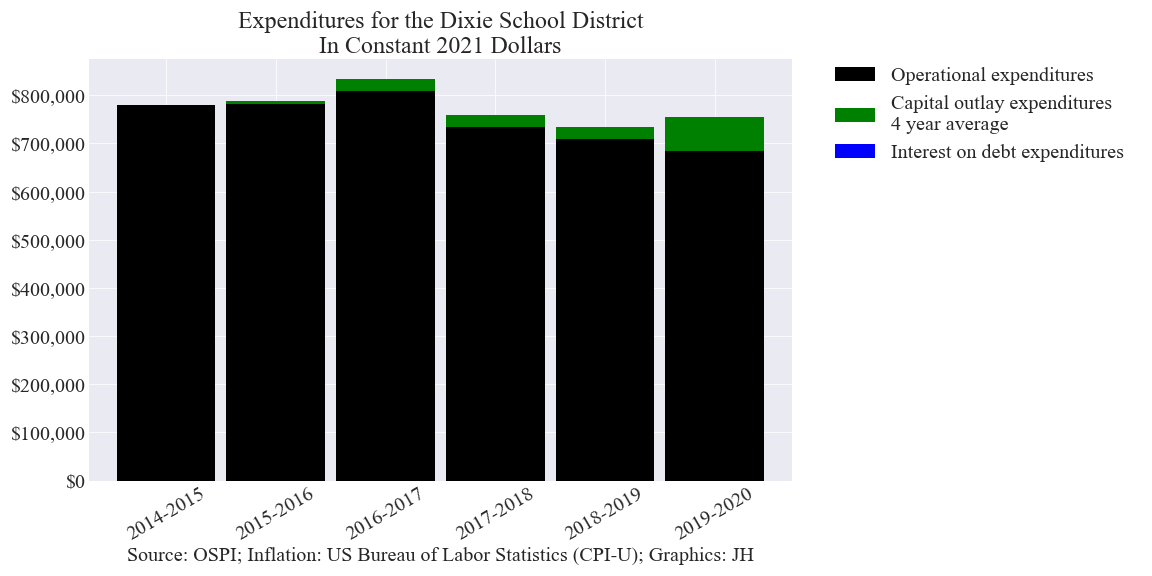 Expenditures for the Dixie School District
In Constant 2021 Dollars
$800,000
$700,000
$600,000
$500,000
$400,000
$300,000
$200,000
$100,000
$0
2014-2015
2015-2016
2016-2017
2017-2018
2018-2019
2019-2020
Source: OSPI; Inflation: US Bureau of Labor Statistics (CPI-U); Graphics: JH
Operational expenditures
Capital outlay expenditures
4 year average
Interest on debt expenditures